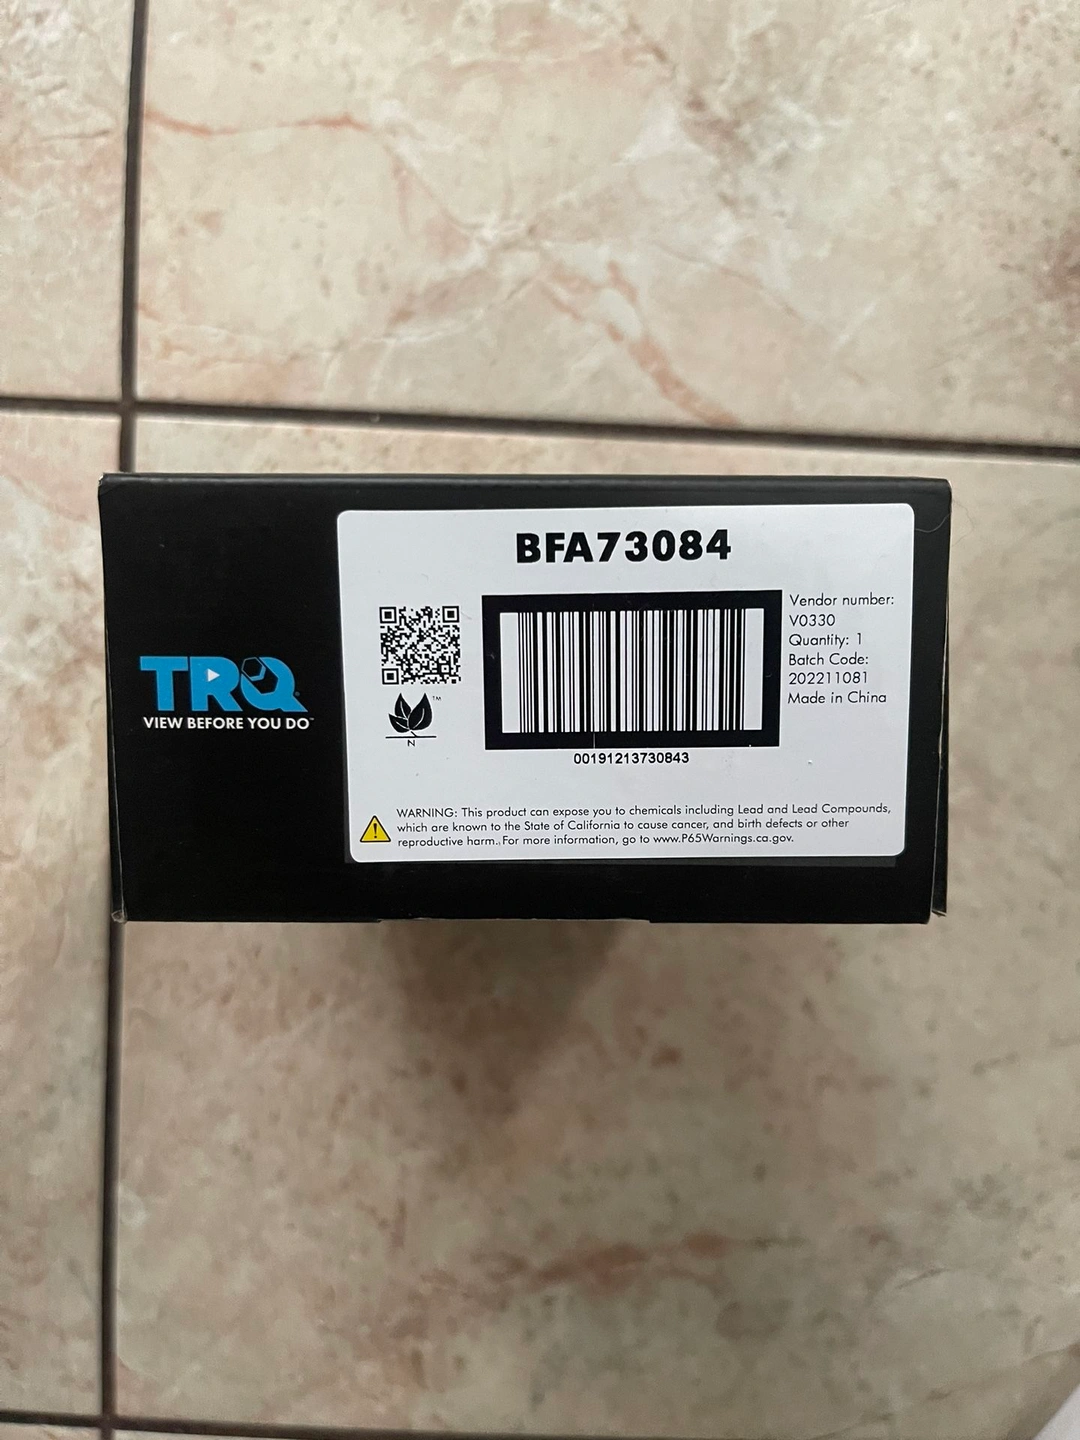 BFA73084
Vendor number:
V0330
Quantity: 1
Batch Code:
202211081
Made in China
TRQ
VIEW BEFORE YOU DO™
™
N
00191213730843
WARNING: This product can expose you to chemicals including Lead and Lead Compounds,
which are known to the State of California to cause cancer, and birth defects or other
reproductive harm. For more information, go to www.P65Warnings.ca.gov.